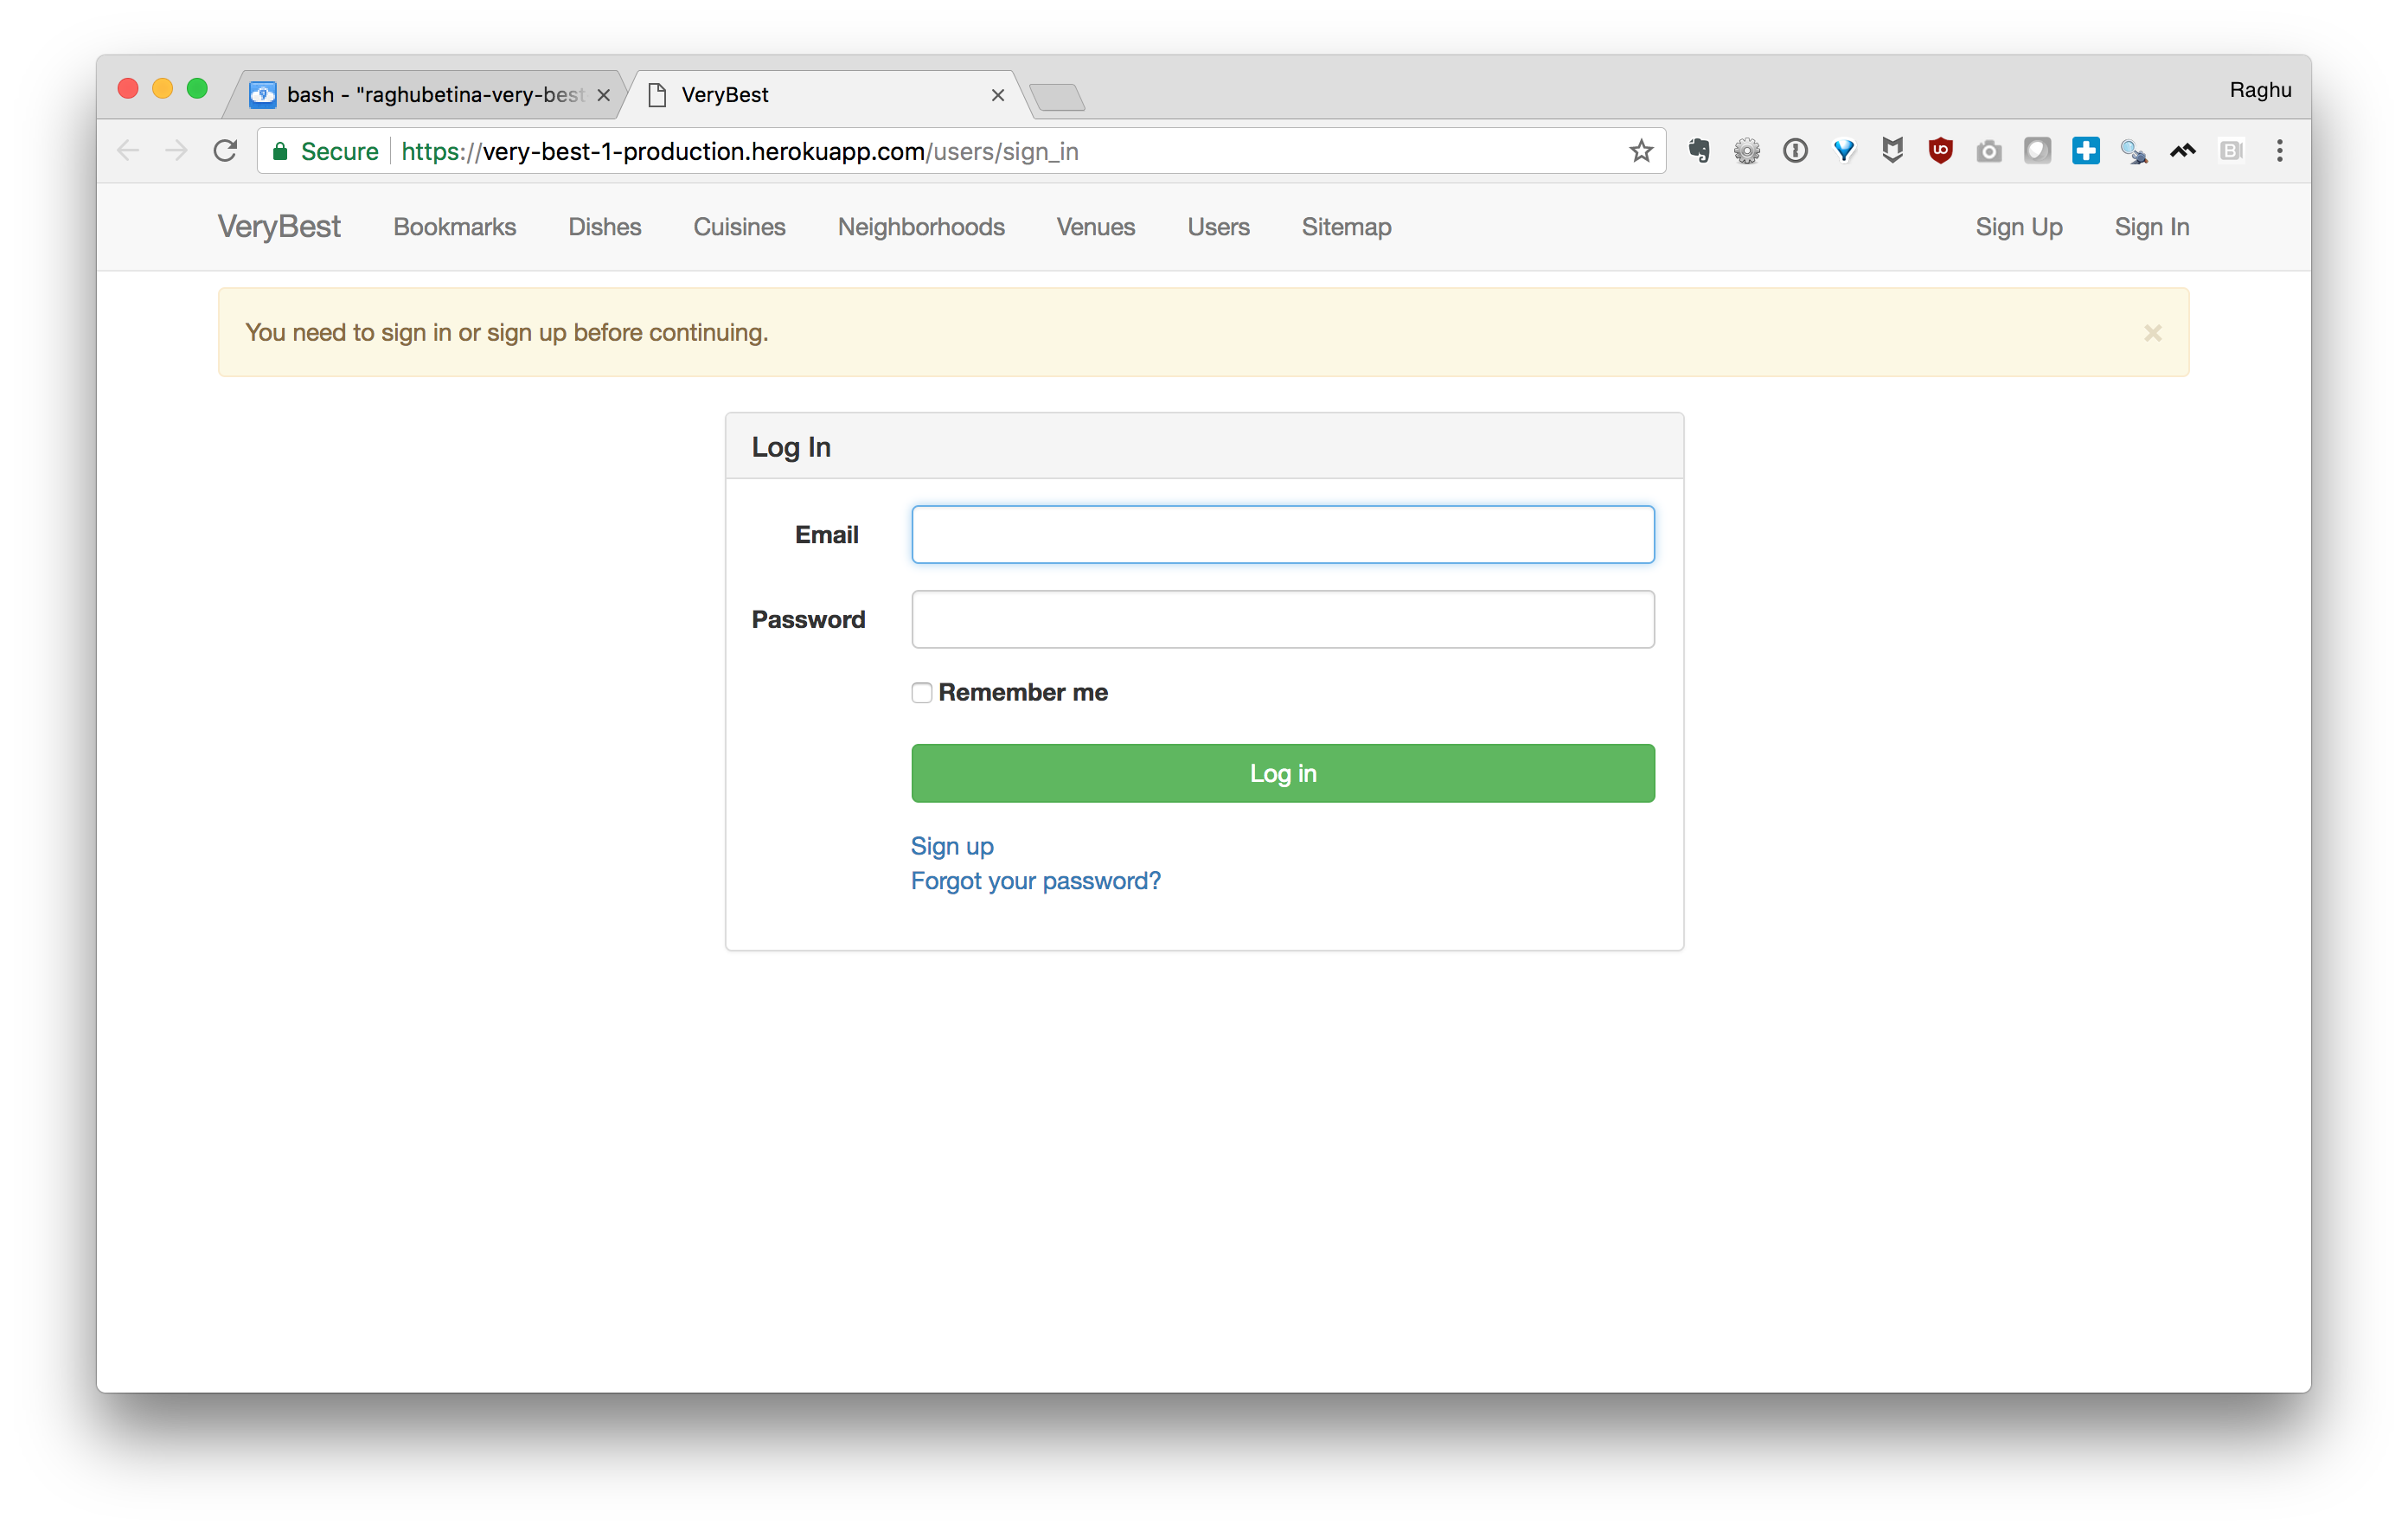 bash - "raghubetina-very-best
VeryBest
Raghu
Secure https://very-best-1-production.herokuapp.com/users/sign_in
VeryBest Bookmarks Dishes Cuisines Neighborhoods Venues Users Sitemap Sign Up Sign In
You need to sign in or sign up before continuing.
Log In
Email
Password
Remember me
Log in
Sign up
Forgot your password?